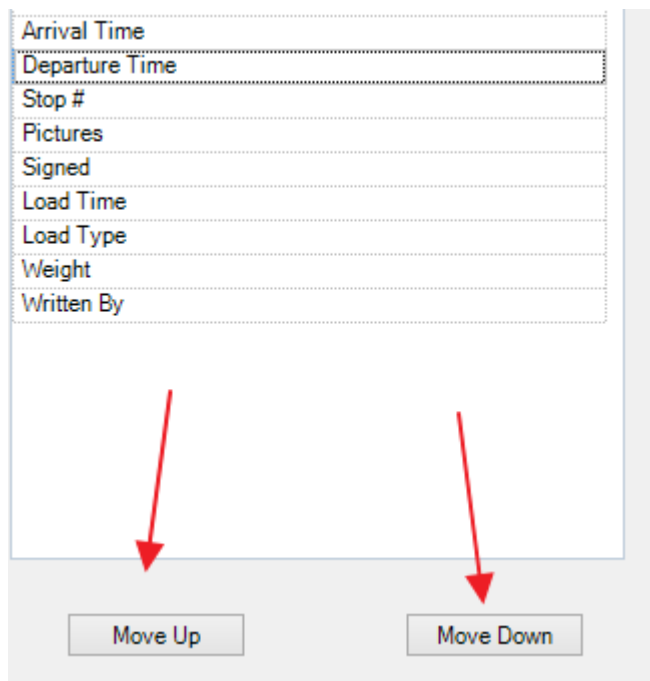 Arrival Time
Departure Time
Stop #
Pictures
Signed
Load Time
Load Type
Weight
Written By
Move Up
Move Down